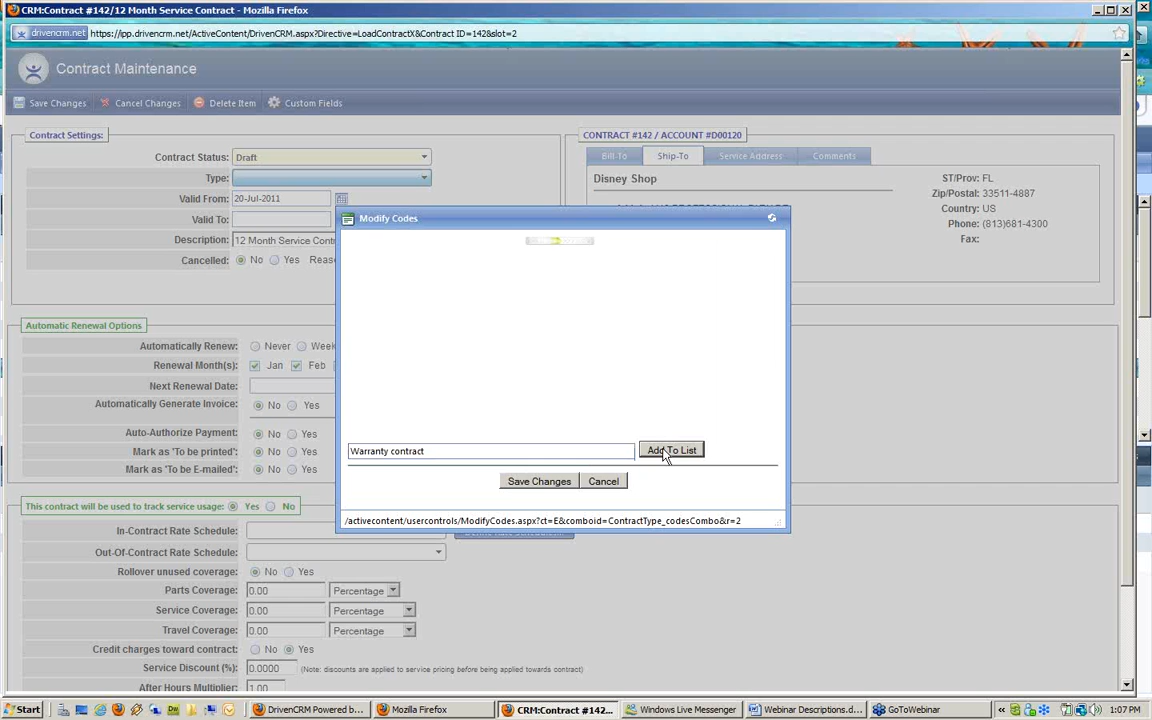 CRM:Contract #142/12 Month Service Contract - Mozilla Firefox
drivencrm.net https://ipp.drivencrm.net/ActiveContent/DrivenCRM.aspx?Directive=LoadContractX&Contract ID=142&slot=2
Contract Maintenance
Save Changes Cancel Changes Delete Item Custom Fields
Contract Settings:
Contract Status: Draft
Type:
Valid From: 20-Jul-2011
Valid To:
Description: 12 Month Service Contr
Cancelled: No Yes Reas
CONTRACT #142 / ACCOUNT #D00120
Bill-To Ship-To Service Address Comments
Disney Shop
ST/Prov: FL
Zip/Postal: 33511-4887
Country: US
Phone: (813)681-4300
Fax:
Modify Codes
Warranty contract Add To List
Save Changes Cancel
/activecontent/usercontrols/ModifyCodes.aspx?ct=E&comboid=ContractType_codesCombo&r=2
Automatic Renewal Options
Automatically Renew: Never Week
Renewal Month(s): Jan Feb
Next Renewal Date:
Automatically Generate Invoice: No Yes
Auto-Authorize Payment: No Yes
Mark as 'To be printed': No Yes
Mark as 'To be E-mailed': No Yes
This contract will be used to track service usage: Yes No
In-Contract Rate Schedule:
Out-Of-Contract Rate Schedule:
Rollover unused coverage: No Yes
Parts Coverage: 0.00 Percentage
Service Coverage: 0.00 Percentage
Travel Coverage: 0.00 Percentage
Credit charges toward contract: No Yes
Service Discount (%): 0.0000 (Note: discounts are applied to service pricing before being applied towards contract)
After Hours Multiplier: 1.00
Start DrivenCRM Powered b... Mozilla Firefox CRM:Contract #142... Windows Live Messenger Webinar Descriptions.d... GoToWebinar 1:07 PM